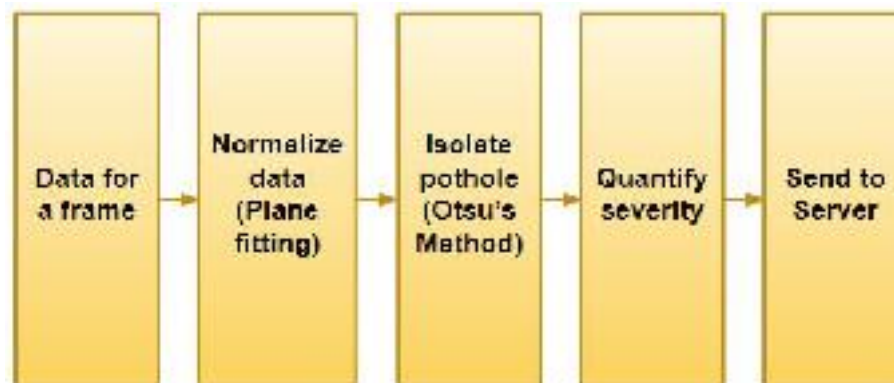 Data for
a frame
Normalize
data
(Plane
fitting)
Isolate
pothole
(Otsu's
Method)
Quantify
severity
Send to
Server